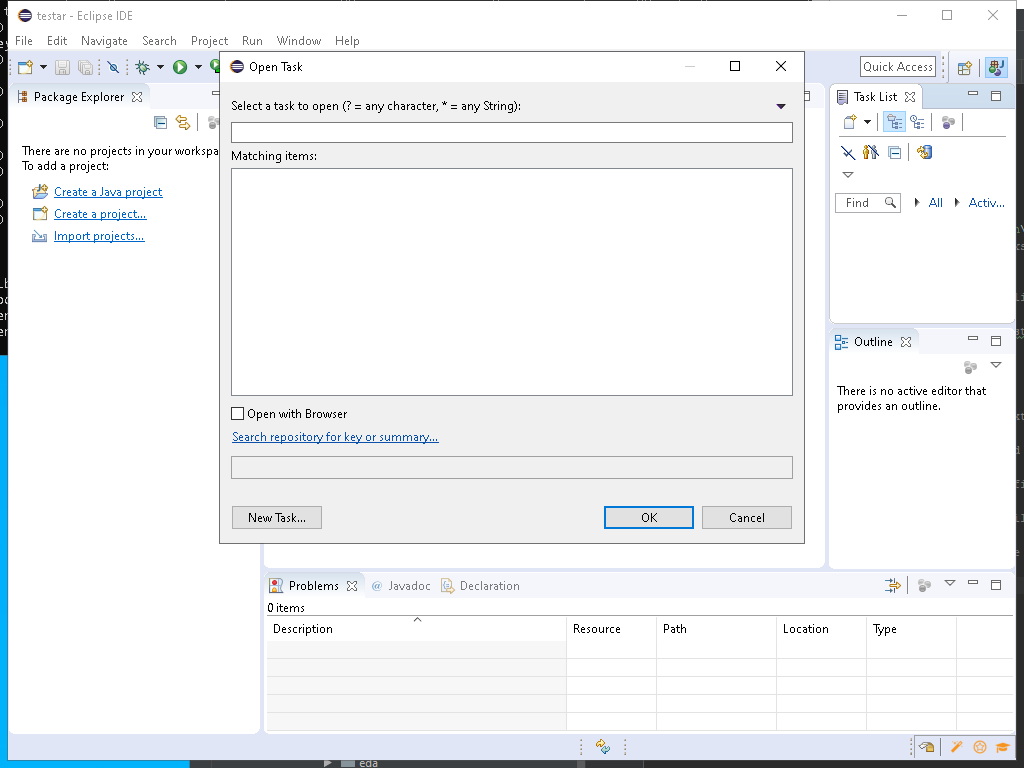 testar - Eclipse IDE
File Edit Navigate Search Project Run Window Help
Quick Access
Package Explorer
There are no projects in your workspa
To add a project:
Create a Java project
Create a project...
Import projects...
Open Task
Select a task to open (? = any character, * = any String):
Matching items:
Open with Browser
Search repository for key or summary...
New Task...
OK
Cancel
Task List
Find
All
Activ...
Outline
There is no active editor that
provides an outline.
Problems
@ Javadoc
Declaration
0 items
Description Resource Path Location Type
eda